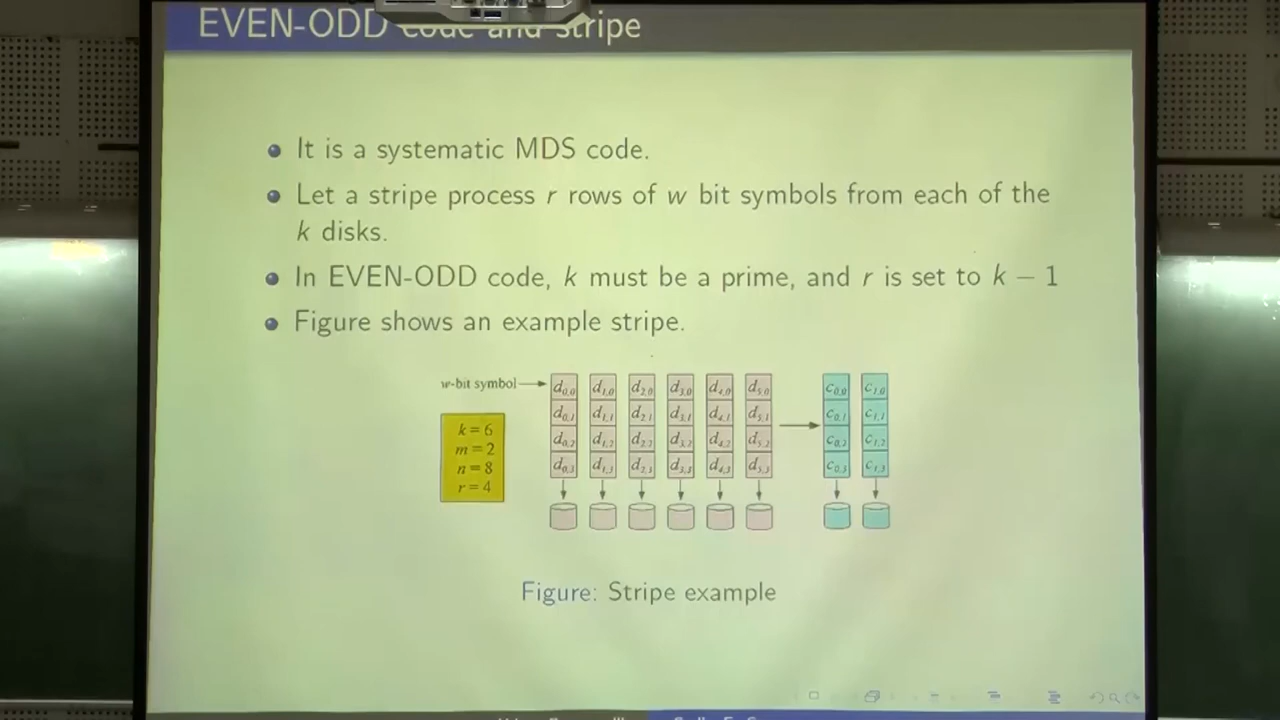 EVEN-ODD code and stripe
It is a systematic MDS code.
Let a stripe process r rows of w bit symbols from each of the
k disks.
In EVEN-ODD code, k must be a prime, and r is set to k − 1
Figure shows an example stripe.
w-bit symbol
k = 6
m = 2
n = 8
r = 4
d0,0 d1,0 d2,0 d3,0 d4,0 d5,0 c0,0 c1,0
d0,1 d1,1 d2,1 d3,1 d4,1 d5,1 c0,1 c1,1
d0,2 d1,2 d2,2 d3,2 d4,2 d5,2 c0,2 c1,2
d0,3 d1,3 d2,3 d3,3 d4,3 d5,3 c0,3 c1,3
Figure: Stripe example